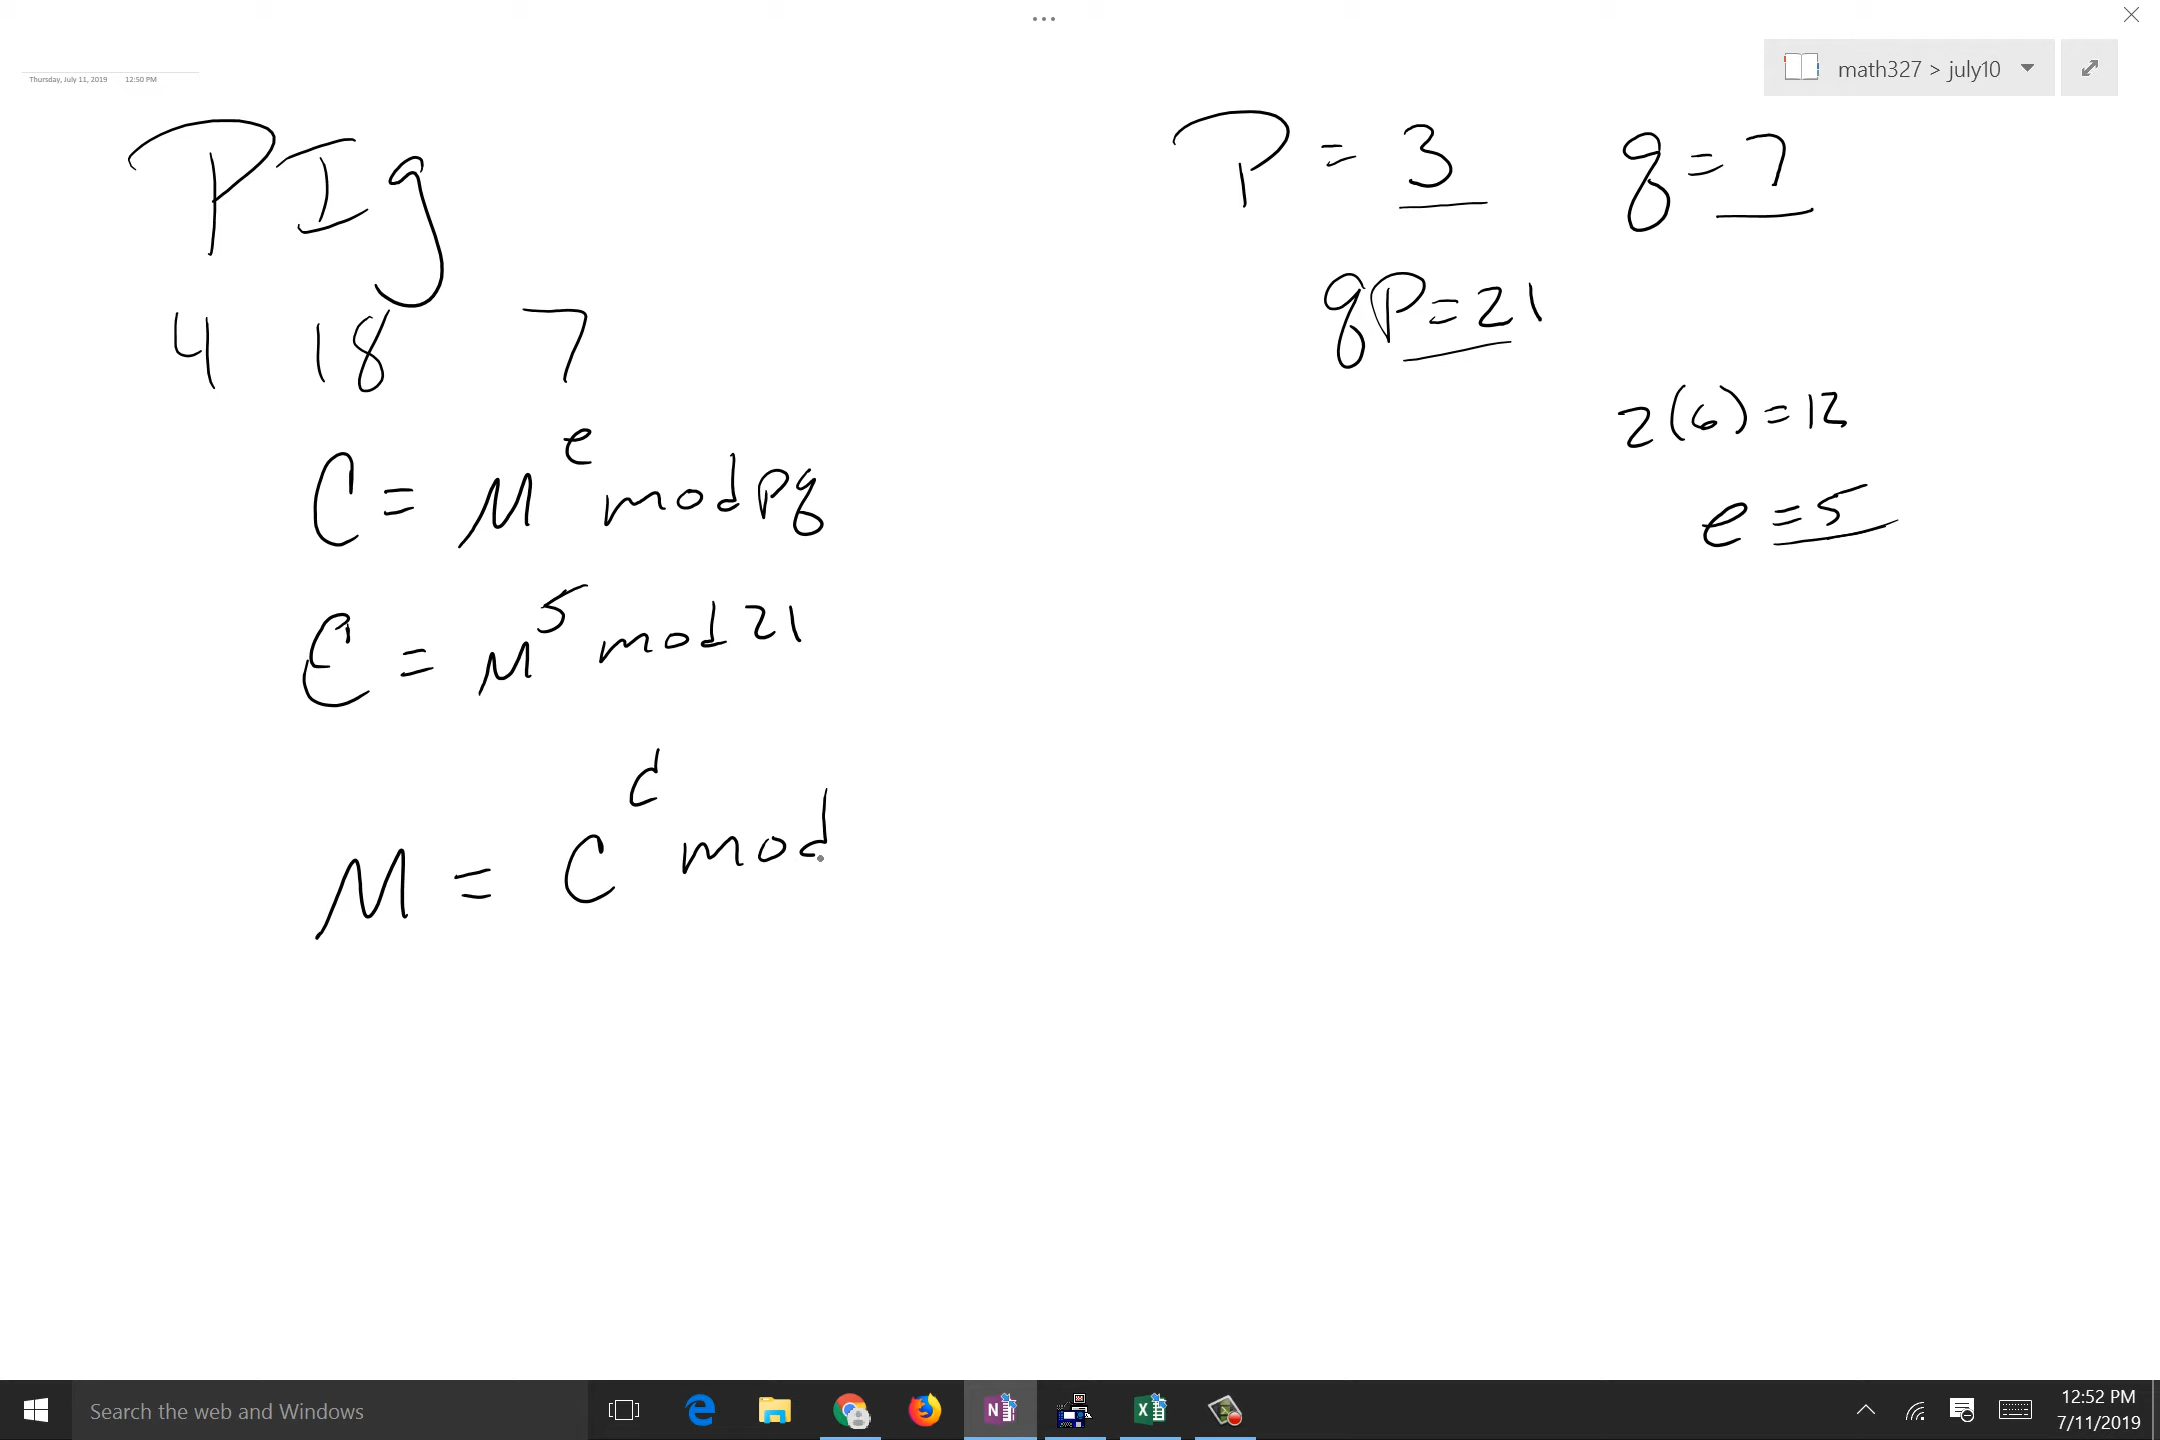 Thursday, July 11, 2019 12:50 PM
math327 > july10
PIg
4 18 7
C = M^e mod pq
C = M^5 mod 21
M = C^d mod
P = 3 q = 7
qP = 21
2(6) = 12
e = 5
Search the web and Windows
12:52 PM
7/11/2019